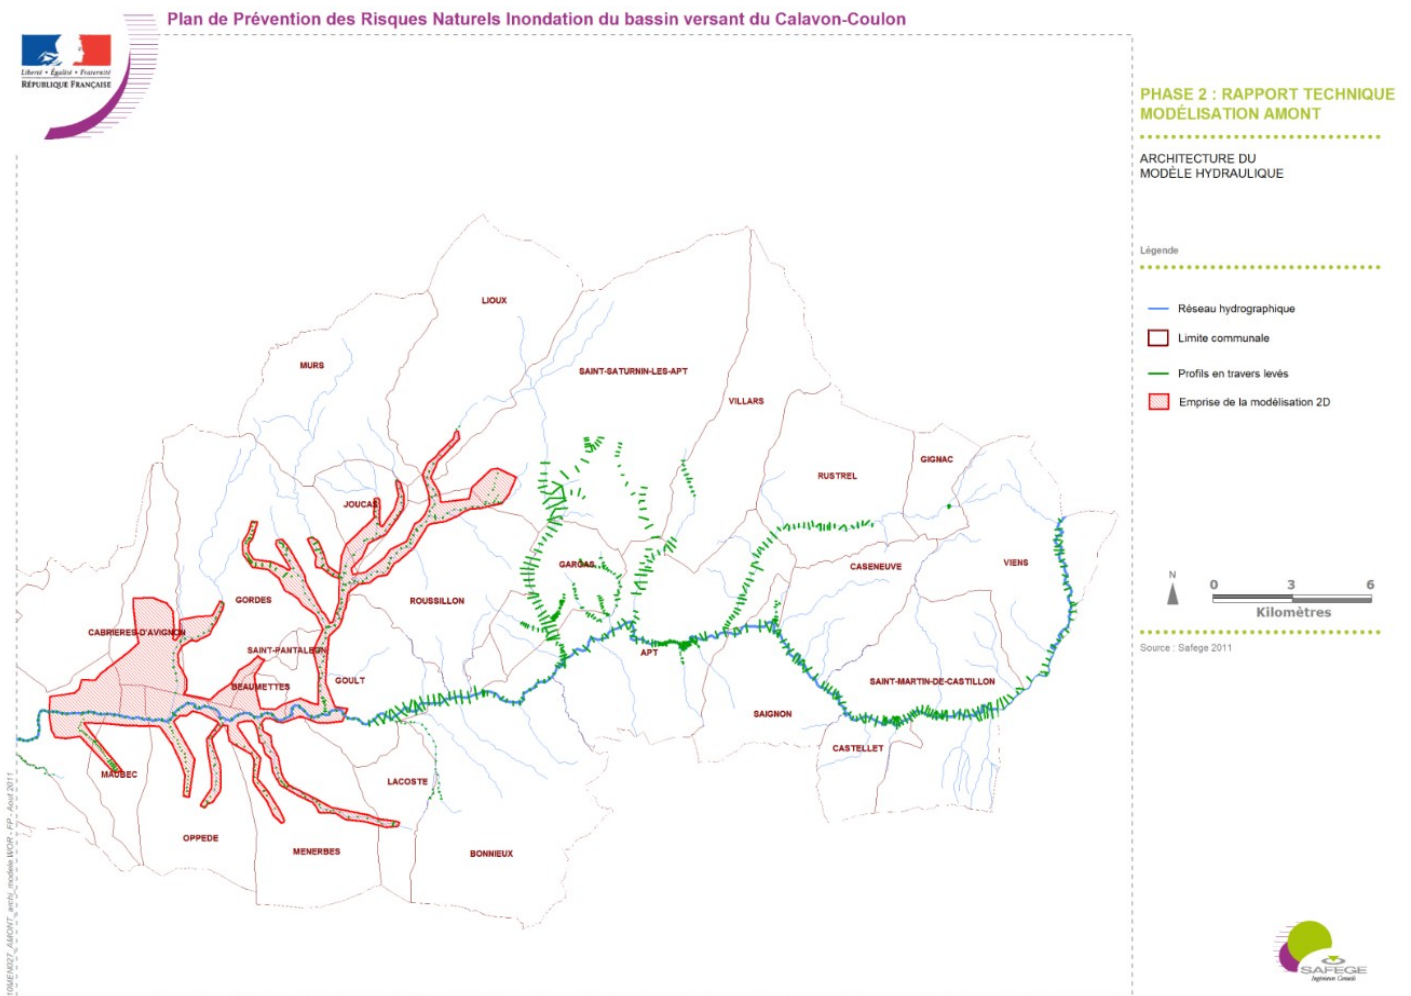 Plan de Prévention des Risques Naturels Inondation du bassin versant du Calavon-Coulon
Liberté • Égalité • Fraternité
RÉPUBLIQUE FRANÇAISE
PHASE 2 : RAPPORT TECHNIQUE
MODÉLISATION AMONT
ARCHITECTURE DU
MODÈLE HYDRAULIQUE
Légende
Réseau hydrographique
Limite communale
Profils en travers levés
Emprise de la modélisation 2D
LIOUX
MURS
SAINT-SATURNIN-LES-APT
VILLARS
GIGNAC
RUSTREL
JOUCAS
GARGAS
CASENEUVE
VIENS
GORDES
ROUSSILLON
CABRIERES-D'AVIGNON
SAINT-PANTALEON
APT
GOULT
BEAUMETTES
SAINT-MARTIN-DE-CASTILLON
SAIGNON
CASTELLET
MAUBEC
LACOSTE
OPPEDE
MENERBES
BONNIEUX
N
0 3 6
Kilomètres
Source : Safege 2011
SAFEGE
Ingénieurs Conseils